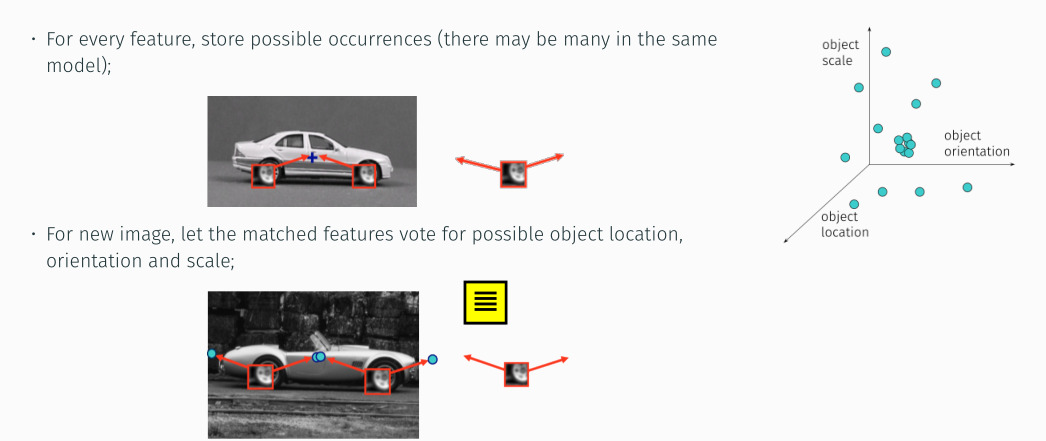 · For every feature, store possible occurrences (there may be many in the same
model);
object
scale
object
orientation
object
location
· For new image, let the matched features vote for possible object location,
orientation and scale;